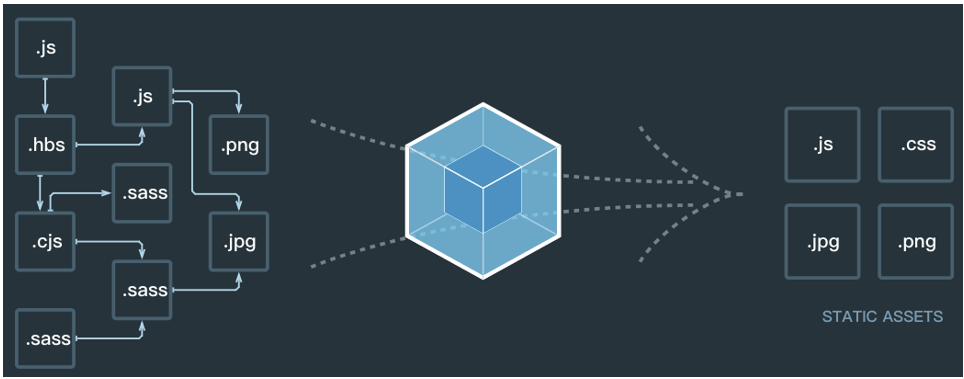 .js
.js
.hbs
.png
.sass
.cjs
.jpg
.sass
.sass
.js
.css
.jpg
.png
STATIC ASSETS